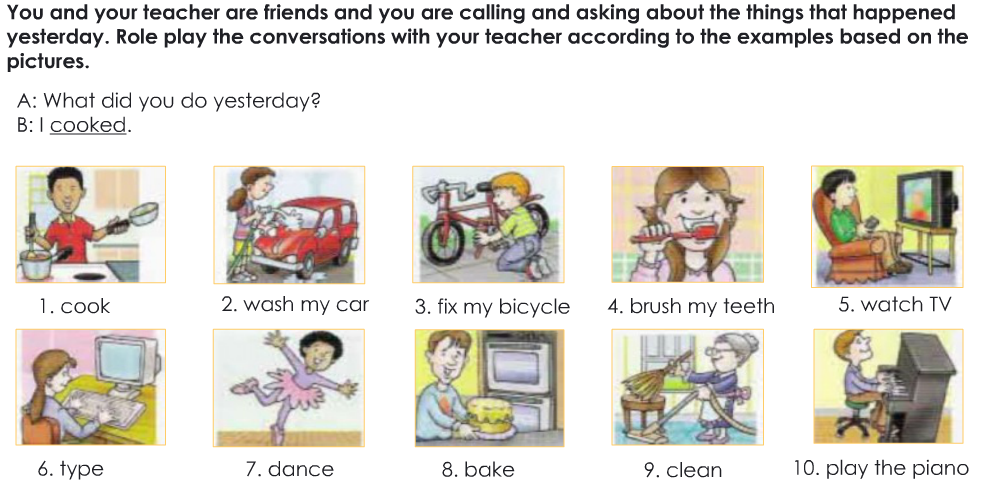 You and your teacher are friends and you are calling and asking about the things that happened
yesterday. Role play the conversations with your teacher according to the examples based on the
pictures.
A: What did you do yesterday?
B: I cooked.
1. cook
2. wash my car
3. fix my bicycle
4. brush my teeth
5. watch TV
6. type
7. dance
8. bake
9. clean
10. play the piano